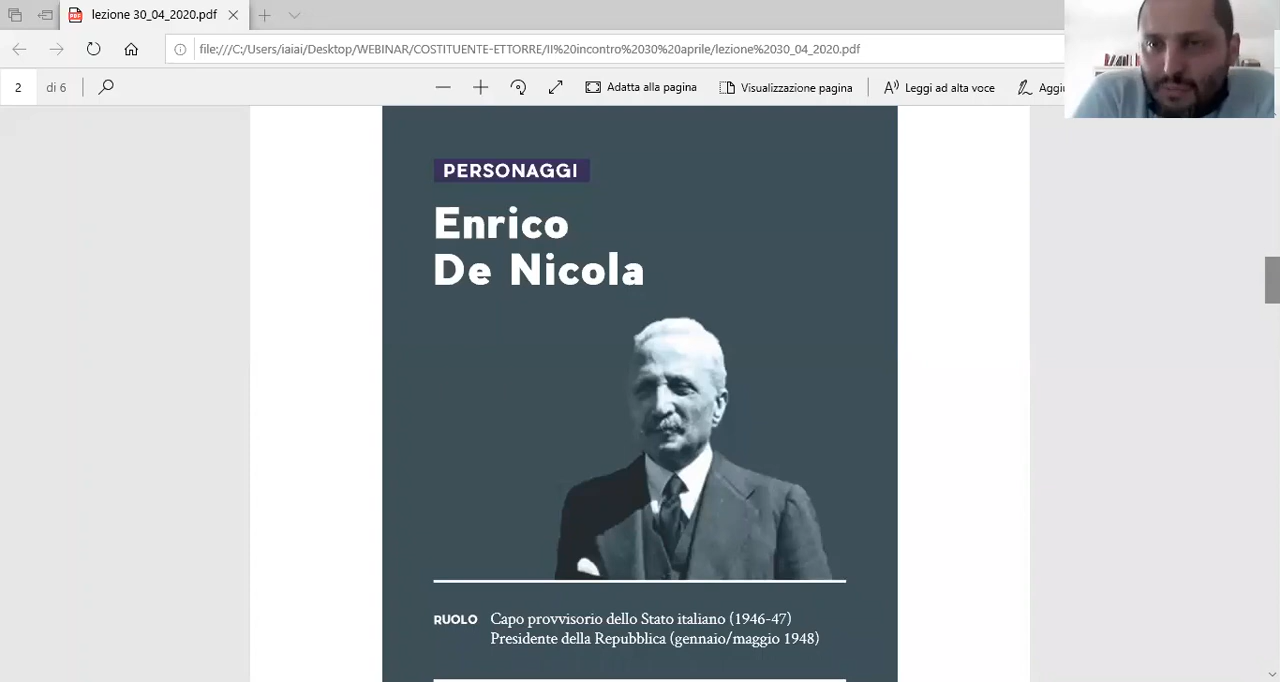 lezione 30_04_2020.pdf
file:///C:/Users/iaiai/Desktop/WEBINAR/COSTITUENTE-ETTORRE/II%20incontro%2030%20aprile/lezione%2030_04_2020.pdf
2 di 6 Adatta alla pagina Visualizzazione pagina Leggi ad alta voce Aggiu
PERSONAGGI
Enrico
De Nicola
RUOLO Capo provvisorio dello Stato italiano (1946-47)
Presidente della Repubblica (gennaio/maggio 1948)